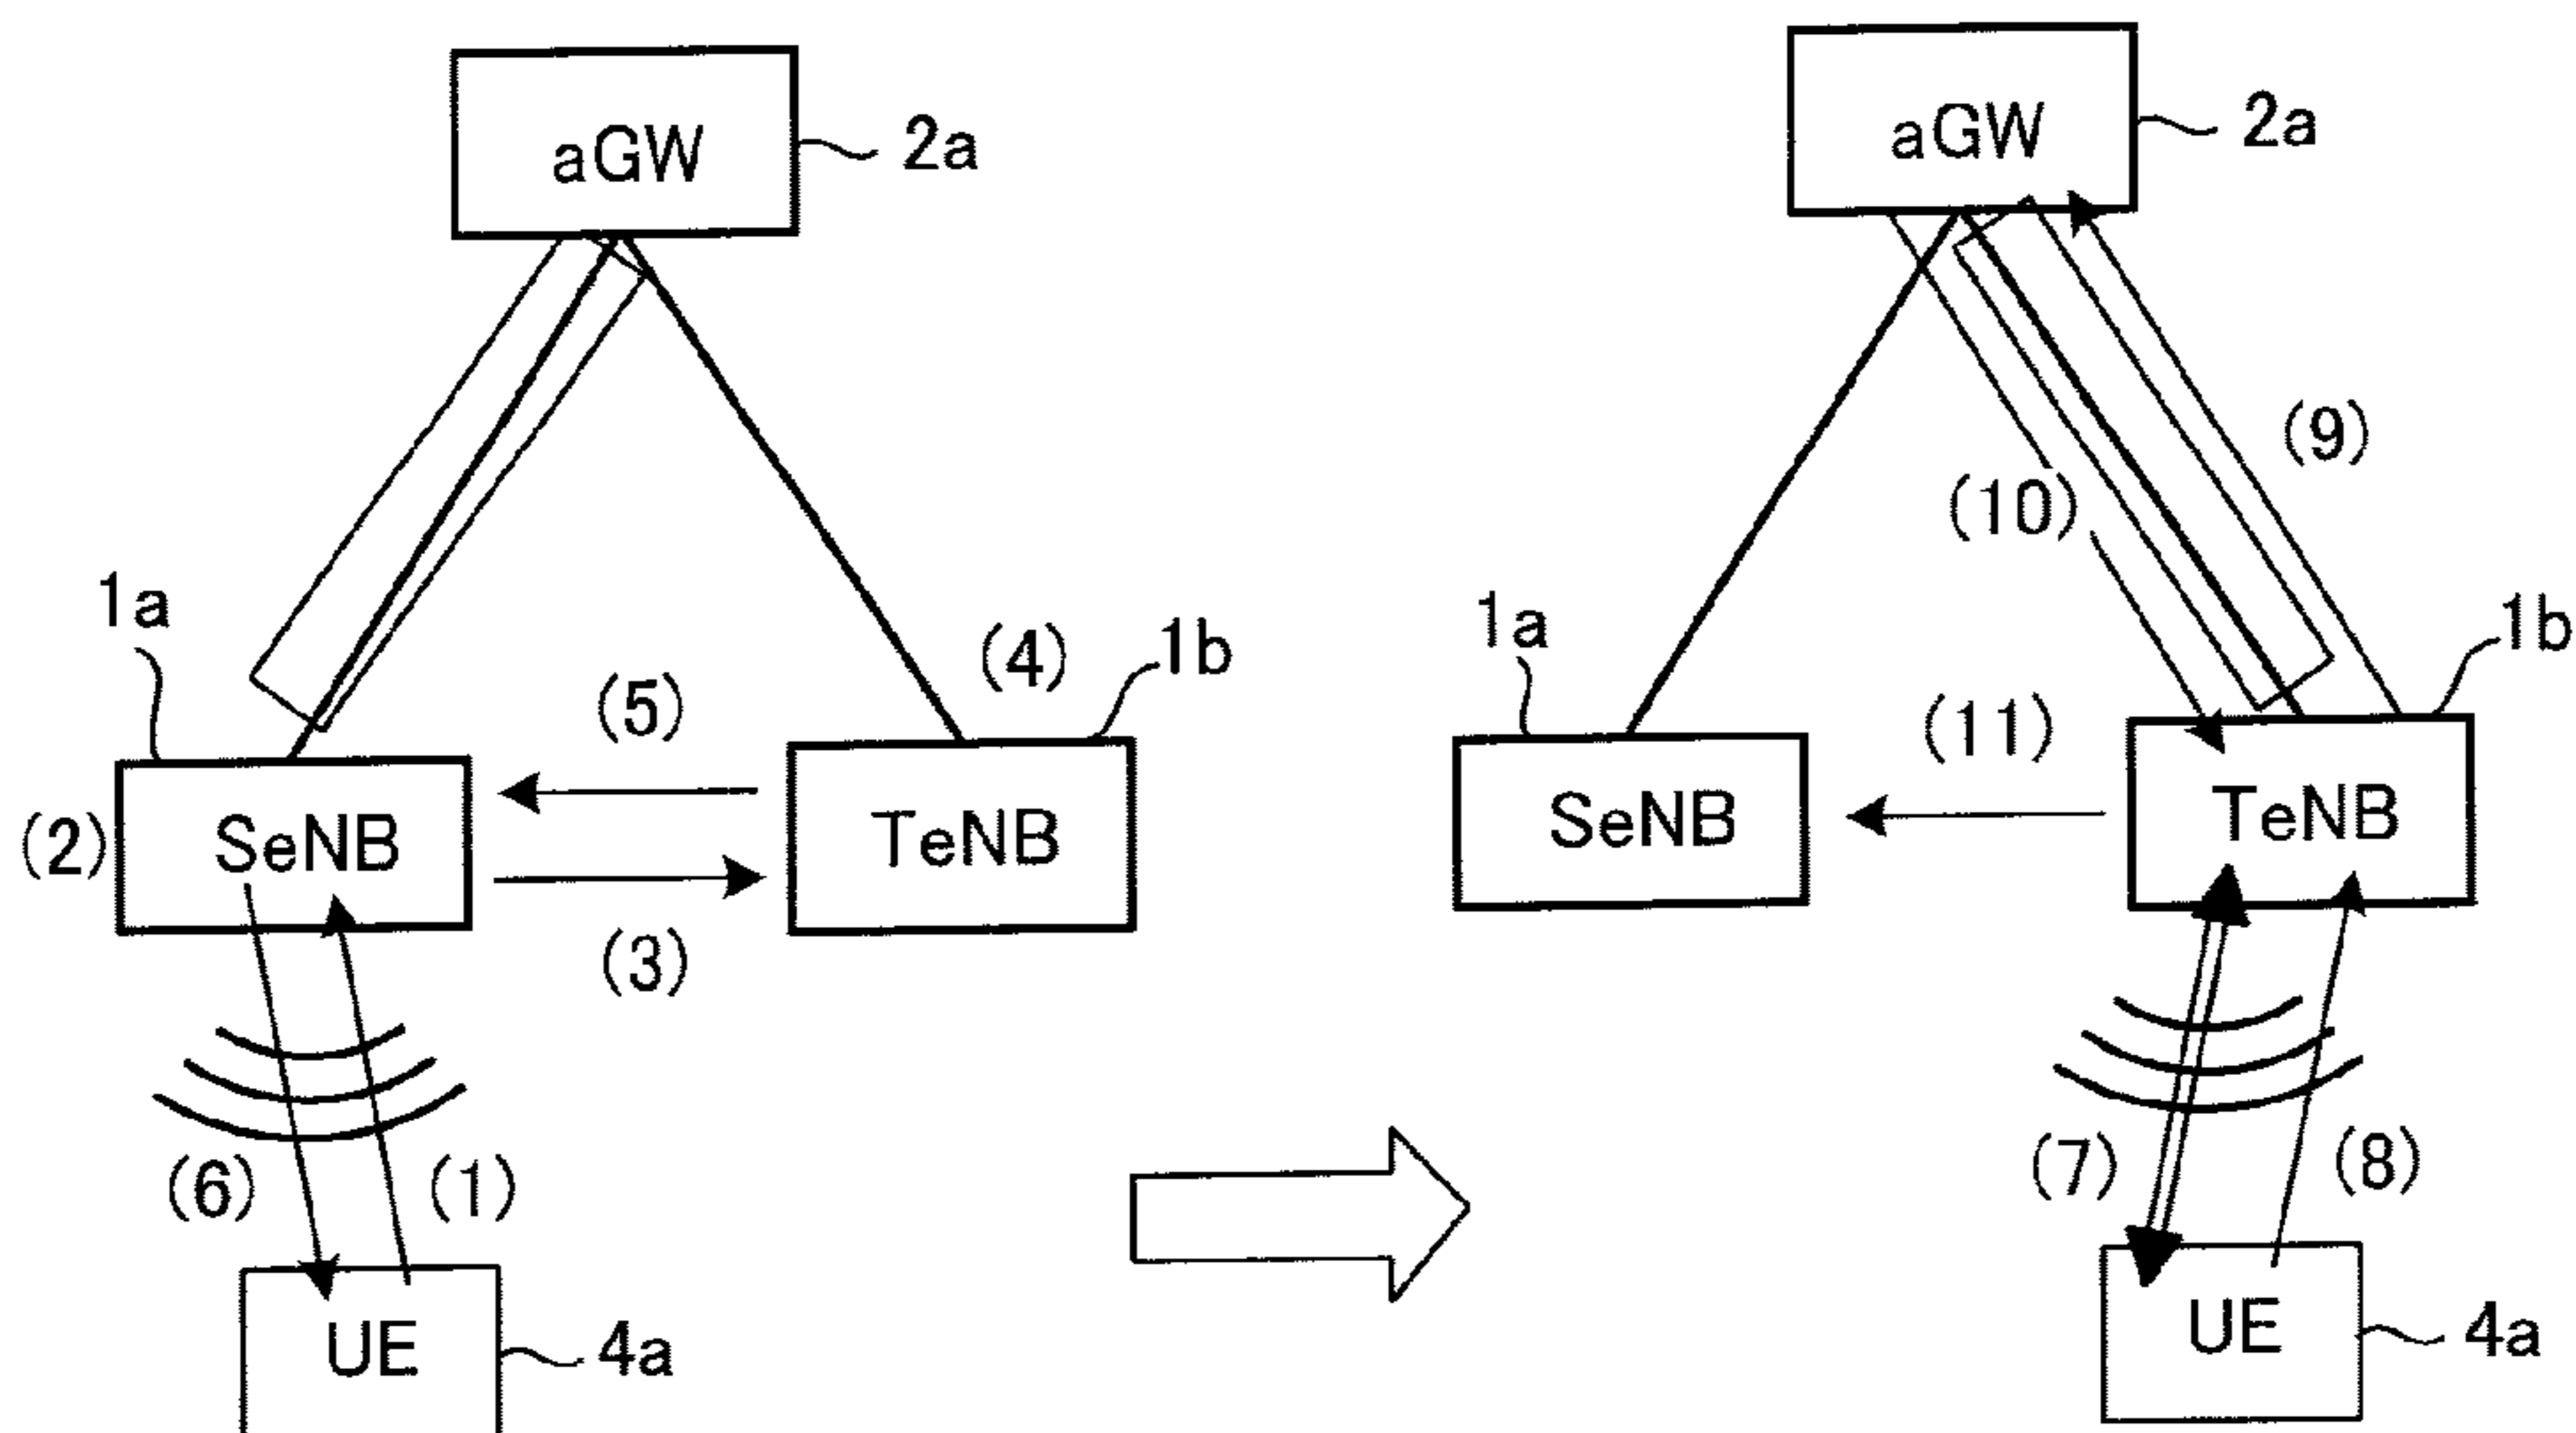 aGW
2a
1a
(4)
1b
(5)
(2)
SeNB
TeNB
(3)
(6)
(1)
UE
4a
aGW
2a
(9)
(10)
1a
1b
(11)
SeNB
TeNB
(7)
(8)
UE
4a